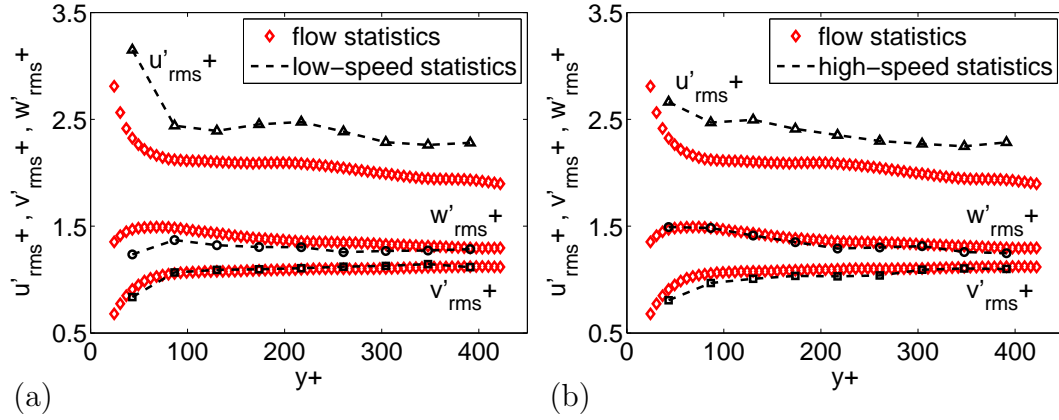 3.5
2.5
1.5
0.5
u'rms+ , v'rms+ , w'rms+
flow statistics
low−speed statistics
u'rms+
w'rms+
v'rms+
0 100 200 300 400
y+
(a)
3.5
2.5
1.5
0.5
u'rms+ , v'rms+ , w'rms+
flow statistics
high−speed statistics
u'rms+
w'rms+
v'rms+
0 100 200 300 400
y+
(b)